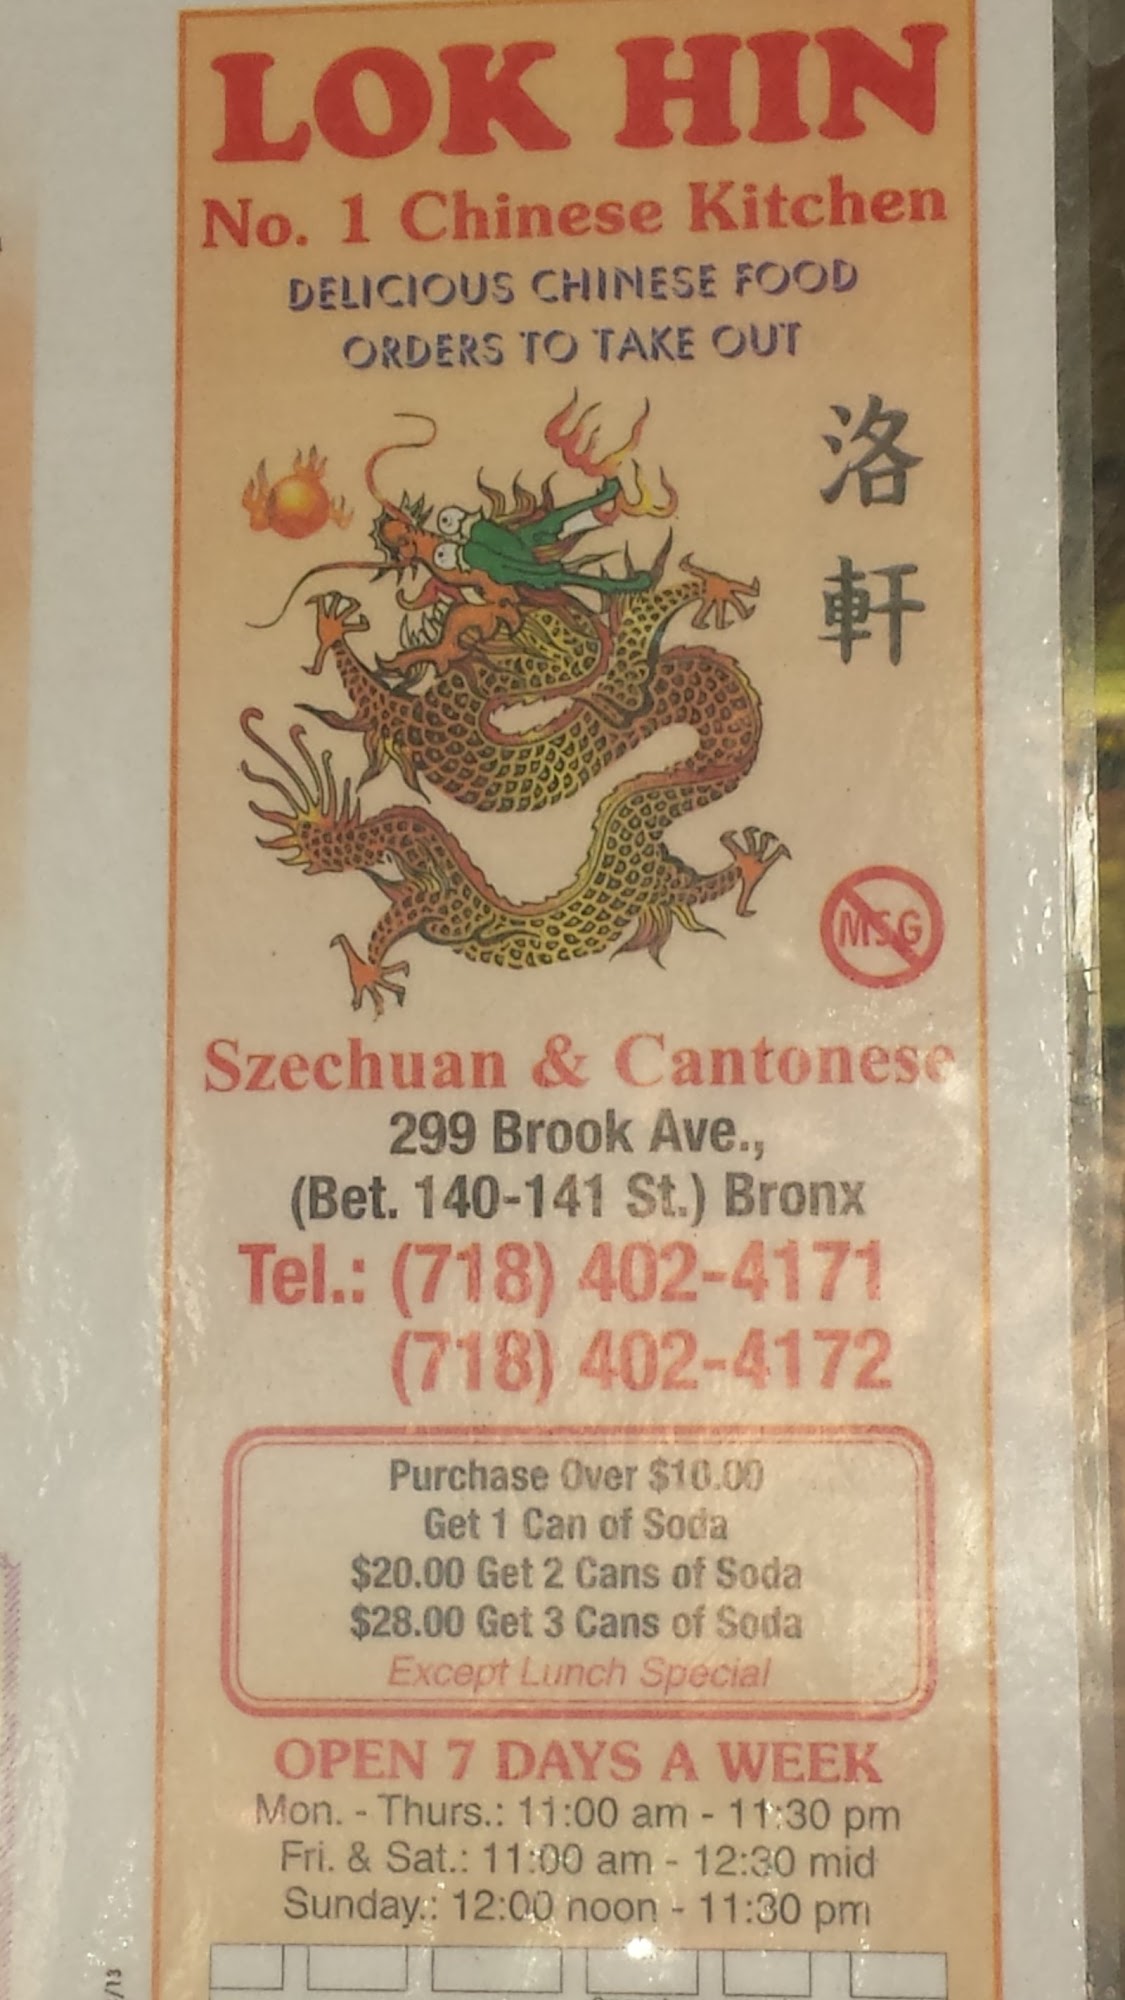 LOK HIN
No. 1 Chinese Kitchen
DELICIOUS CHINESE FOOD
ORDERS TO TAKE OUT
洛
軒
MSG
Szechuan & Cantonese
299 Brook Ave.,
(Bet. 140-141 St.) Bronx
Tel.: (718) 402-4171
(718) 402-4172
Purchase Over $10.00
Get 1 Can of Soda
$20.00 Get 2 Cans of Soda
$28.00 Get 3 Cans of Soda
Except Lunch Special
OPEN 7 DAYS A WEEK
Mon. - Thurs.: 11:00 am - 11:30 pm
Fri. & Sat.: 11:00 am - 12:30 mid
Sunday.: 12:00 noon - 11:30 pm